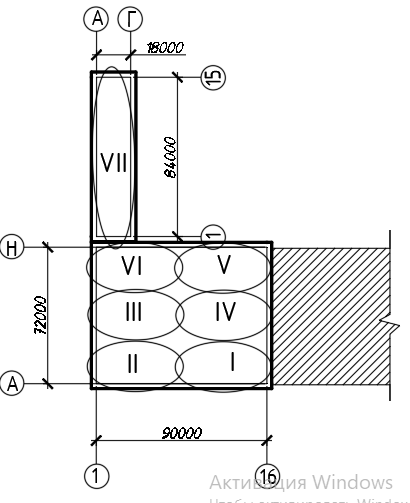 А Г
18000
15
VII
84000
1
Н
VI V
III IV
72000
II I
А
90000
1 16
Активация Windows